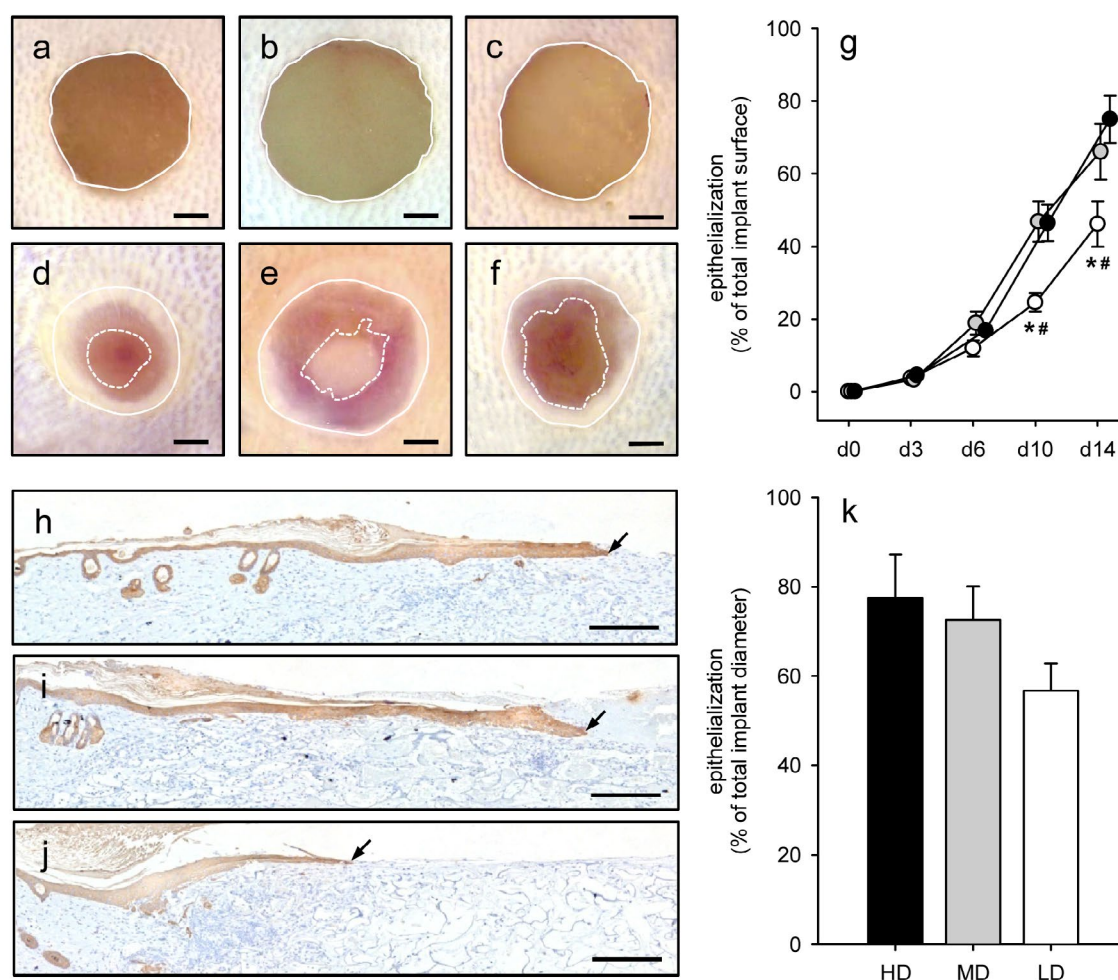 a
b
c
d
e
f
g
100
80
60
40
20
0
epithelialization
(% of total implant surface)
*#
*#
d0 d3 d6 d10 d14
h
i
j
k
100
80
60
40
20
0
epithelialization
(% of total implant diameter)
HD MD LD